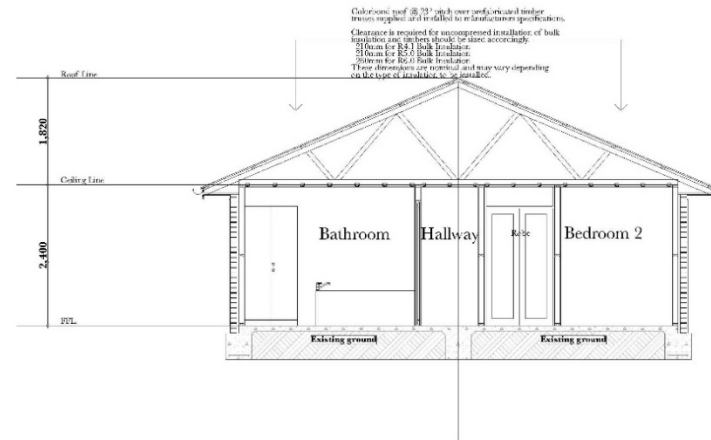 Colorbond roof @ 23° pitch over prefabricated timber
trusses supplied and installed to manufacturers specifications.
Clearance is required for uncompressed installation of bulk
insulation and timbers should be sized accordingly.
210mm for R4.1 Bulk Insulation
210mm for R5.0 Bulk Insulation
260mm for R6.0 Bulk Insulation
These dimensions are nominal and may vary depending
on the type of insulation to be installed.
Roof Line
1,820
Ceiling Line
2,400
Bathroom
Hallway
Robe
Bedroom 2
FFL
Existing ground
Existing ground